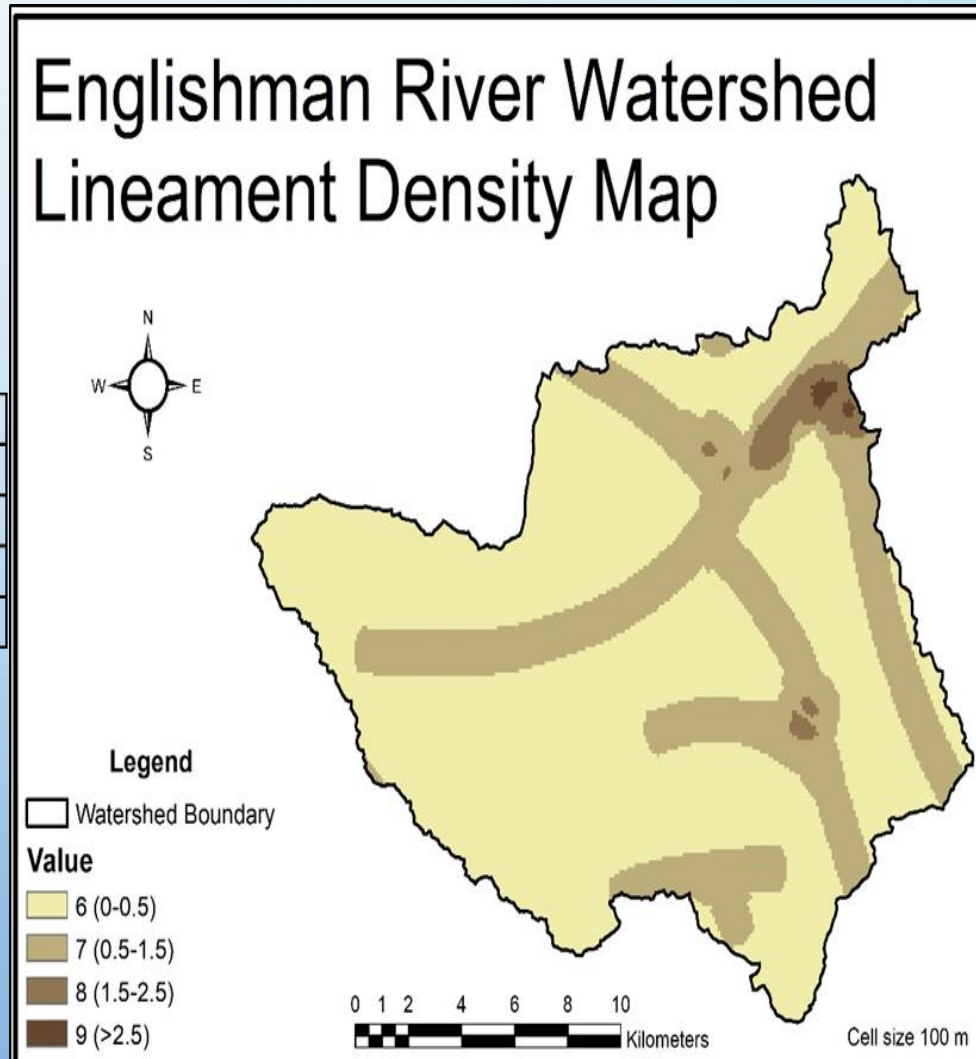 Englishman River Watershed
Lineament Density Map
N
W E
S
Legend
Watershed Boundary
Value
6 (0-0.5)
7 (0.5-1.5)
8 (1.5-2.5)
9 (>2.5)
0 1 2 4 6 8 10
Kilometers
Cell size 100 m